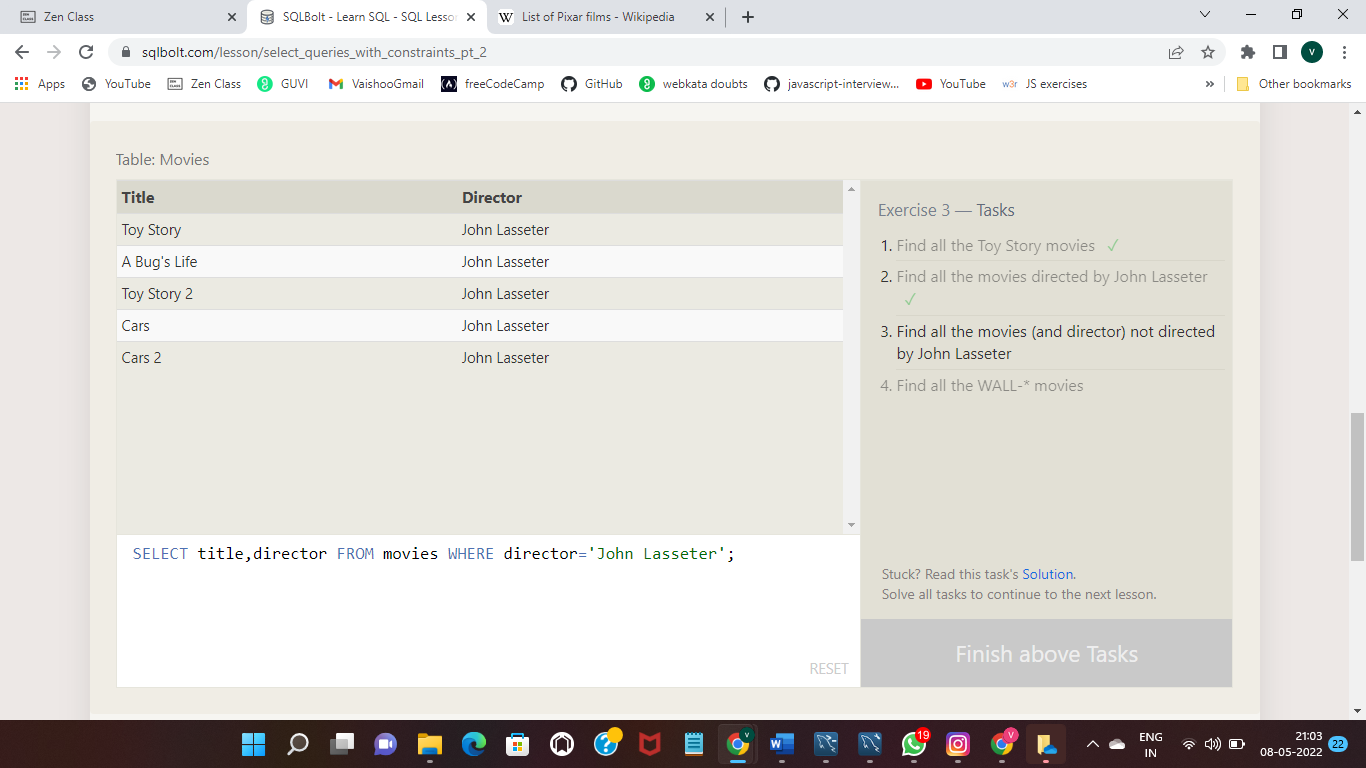 Zen Class
SQLBolt - Learn SQL - SQL Lesson
List of Pixar films - Wikipedia
sqlbolt.com/lesson/select_queries_with_constraints_pt_2
V
Apps YouTube Zen Class GUVI VaishooGmail freeCodeCamp GitHub webkata doubts javascript-interview... YouTube w3r JS exercises » Other bookmarks
Table: Movies
Title Director
Toy Story John Lasseter
A Bug's Life John Lasseter
Toy Story 2 John Lasseter
Cars John Lasseter
Cars 2 John Lasseter
SELECT title,director FROM movies WHERE director='John Lasseter';
RESET
Exercise 3 — Tasks
1. Find all the Toy Story movies ✓
2. Find all the movies directed by John Lasseter
✓
3. Find all the movies (and director) not directed
by John Lasseter
4. Find all the WALL-* movies
Stuck? Read this task's Solution.
Solve all tasks to continue to the next lesson.
Finish above Tasks
19
V
ENG
IN
21:03
08-05-2022
22